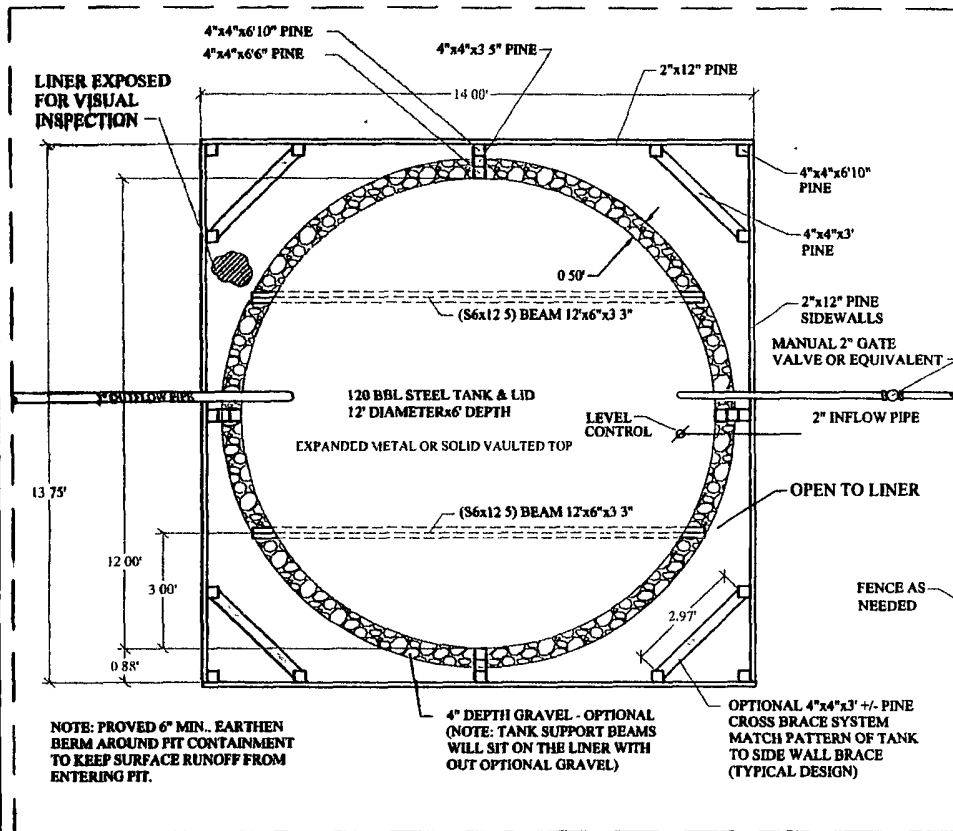 4"x4"x6'10" PINE
4"x4"x6'6" PINE
4"x4"x3 5" PINE
2"x12" PINE
LINER EXPOSED
FOR VISUAL
INSPECTION
14 00'
4"x4"x6'10"
PINE
4"x4"x3'
PINE
0 50'
(S6x12 5) BEAM 12'x6"x3 3"
2"x12" PINE
SIDEWALLS
MANUAL 2" GATE
VALVE OR EQUIVALENT
OUTFLOW PIPE
120 BBL STEEL TANK & LID
12' DIAMETERx6' DEPTH
LEVEL
CONTROL
2" INFLOW PIPE
EXPANDED METAL OR SOLID VAULTED TOP
13 75'
OPEN TO LINER
(S6x12 5) BEAM 12'x6"x3 3"
12 00'
3 00'
FENCE AS
NEEDED
2.97'
0 88'
NOTE: PROVED 6" MIN.. EARTHEN
BERM AROUND PIT CONTAINMENT
TO KEEP SURFACE RUNOFF FROM
ENTERING PIT.
4" DEPTH GRAVEL - OPTIONAL
(NOTE: TANK SUPPORT BEAMS
WILL SIT ON THE LINER WITH
OUT OPTIONAL GRAVEL)
OPTIONAL 4"x4"x3' +/- PINE
CROSS BRACE SYSTEM
MATCH PATTERN OF TANK
TO SIDE WALL BRACE
(TYPICAL DESIGN)